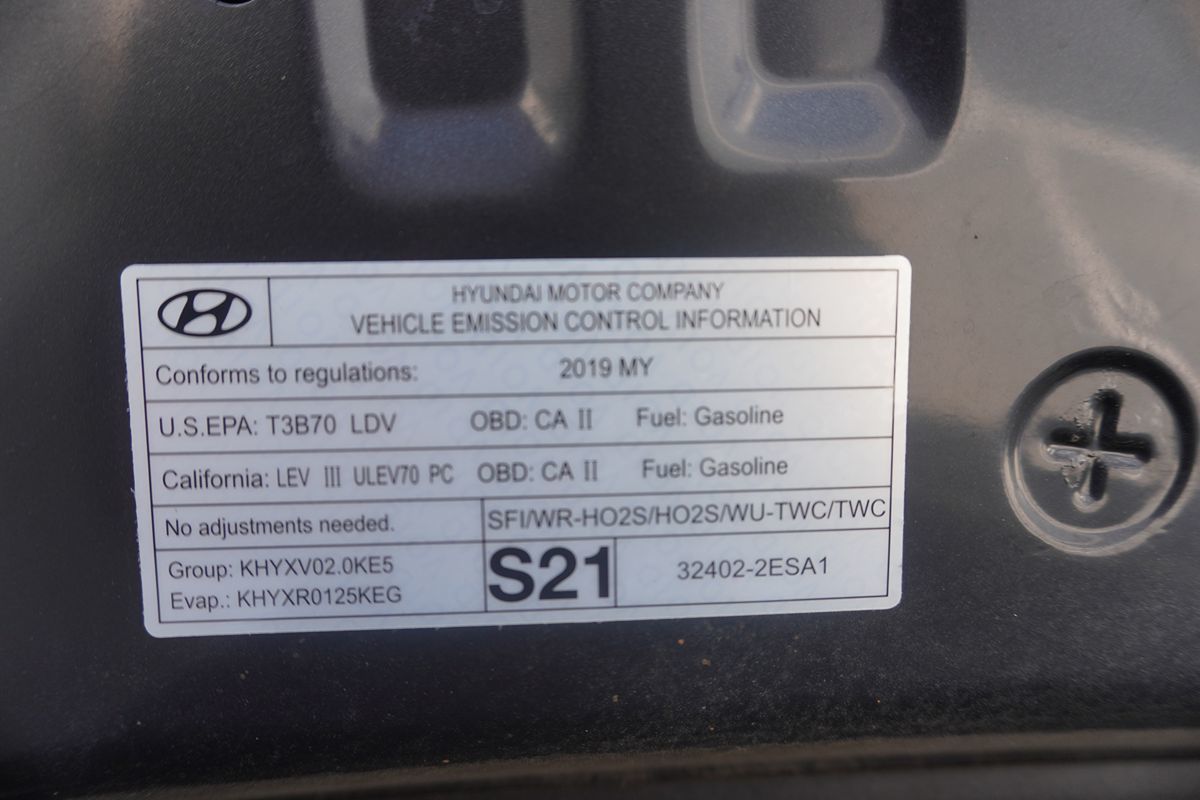 HYUNDAI MOTOR COMPANY
VEHICLE EMISSION CONTROL INFORMATION
Conforms to regulations: 2019 MY
U.S.EPA: T3B70 LDV OBD: CA II Fuel: Gasoline
California: LEV III ULEV70 PC OBD: CA II Fuel: Gasoline
No adjustments needed. SFI/WR-HO2S/HO2S/WU-TWC/TWC
Group: KHYXV02.0KE5
Evap.: KHYXR0125KEG
S21
32402-2ESA1